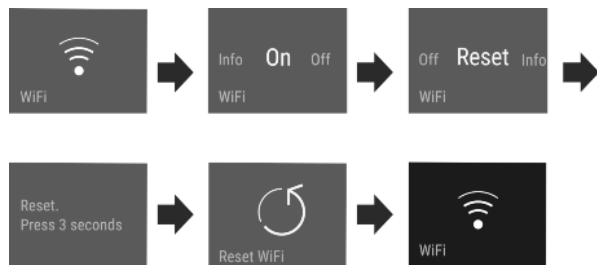 WiFi
Info On Off
WiFi
Off Reset Info
WiFi
Reset.
Press 3 seconds
Reset WiFi
WiFi